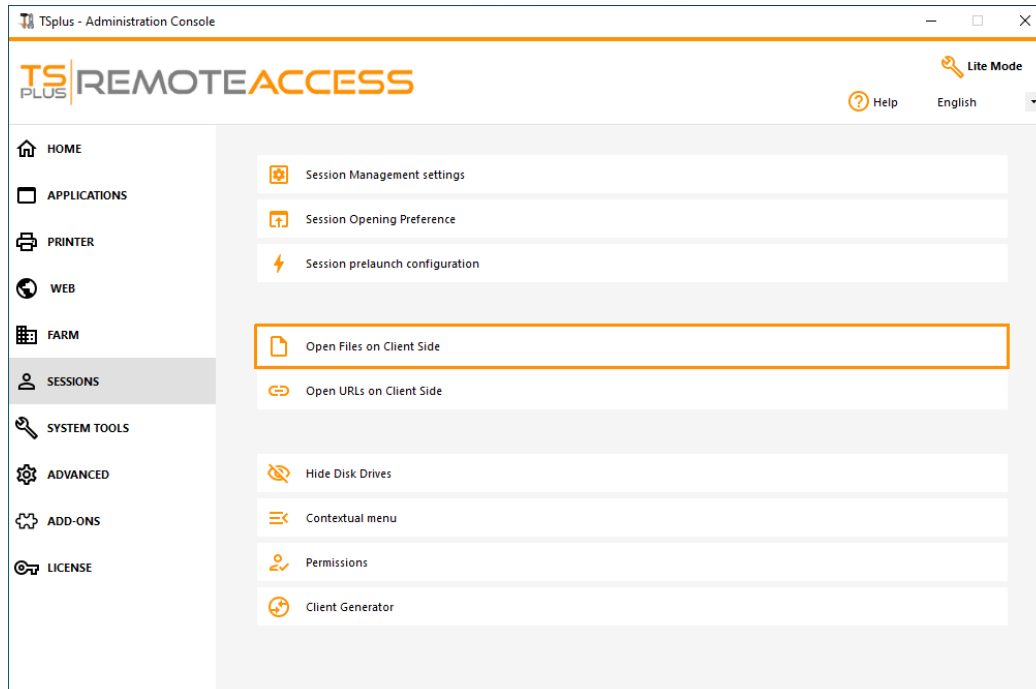 TSplus - Administration Console
TS PLUS REMOTEACCESS
Lite Mode
Help
English
HOME
APPLICATIONS
PRINTER
WEB
FARM
SESSIONS
SYSTEM TOOLS
ADVANCED
ADD-ONS
LICENSE
Session Management settings
Session Opening Preference
Session prelaunch configuration
Open Files on Client Side
Open URLs on Client Side
Hide Disk Drives
Contextual menu
Permissions
Client Generator